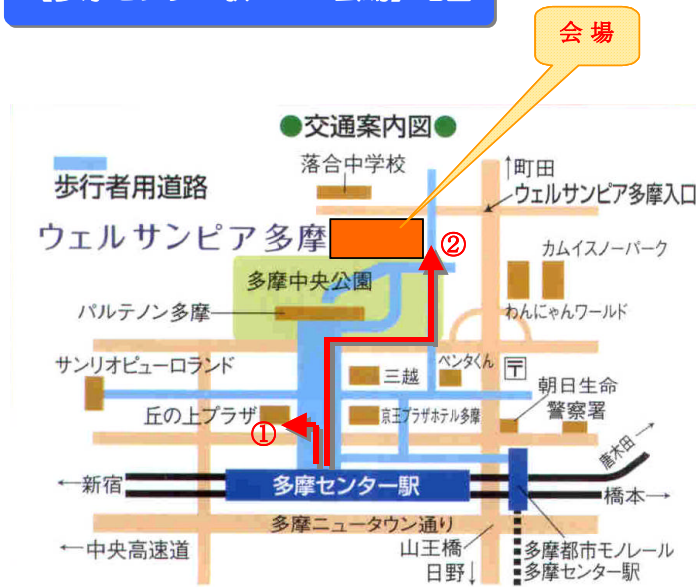 会 場
●交通案内図●
落合中学校
↑町田
歩行者用道路
ウェルサンピア多摩入口
ウェルサンピア多摩
②
カムイスノーパーク
多摩中央公園
パルテノン多摩
わんにゃんワールド
サンリオピューロランド
三越
ペンタくん
〒
朝日生命
丘の上プラザ
①
京王プラザホテル多摩
警察署
唐木田
←新宿
多摩センター駅
橋本→
多摩ニュータウン通り
←中央高速道
山王橋
日野↓
多摩都市モノレール
多摩センター駅